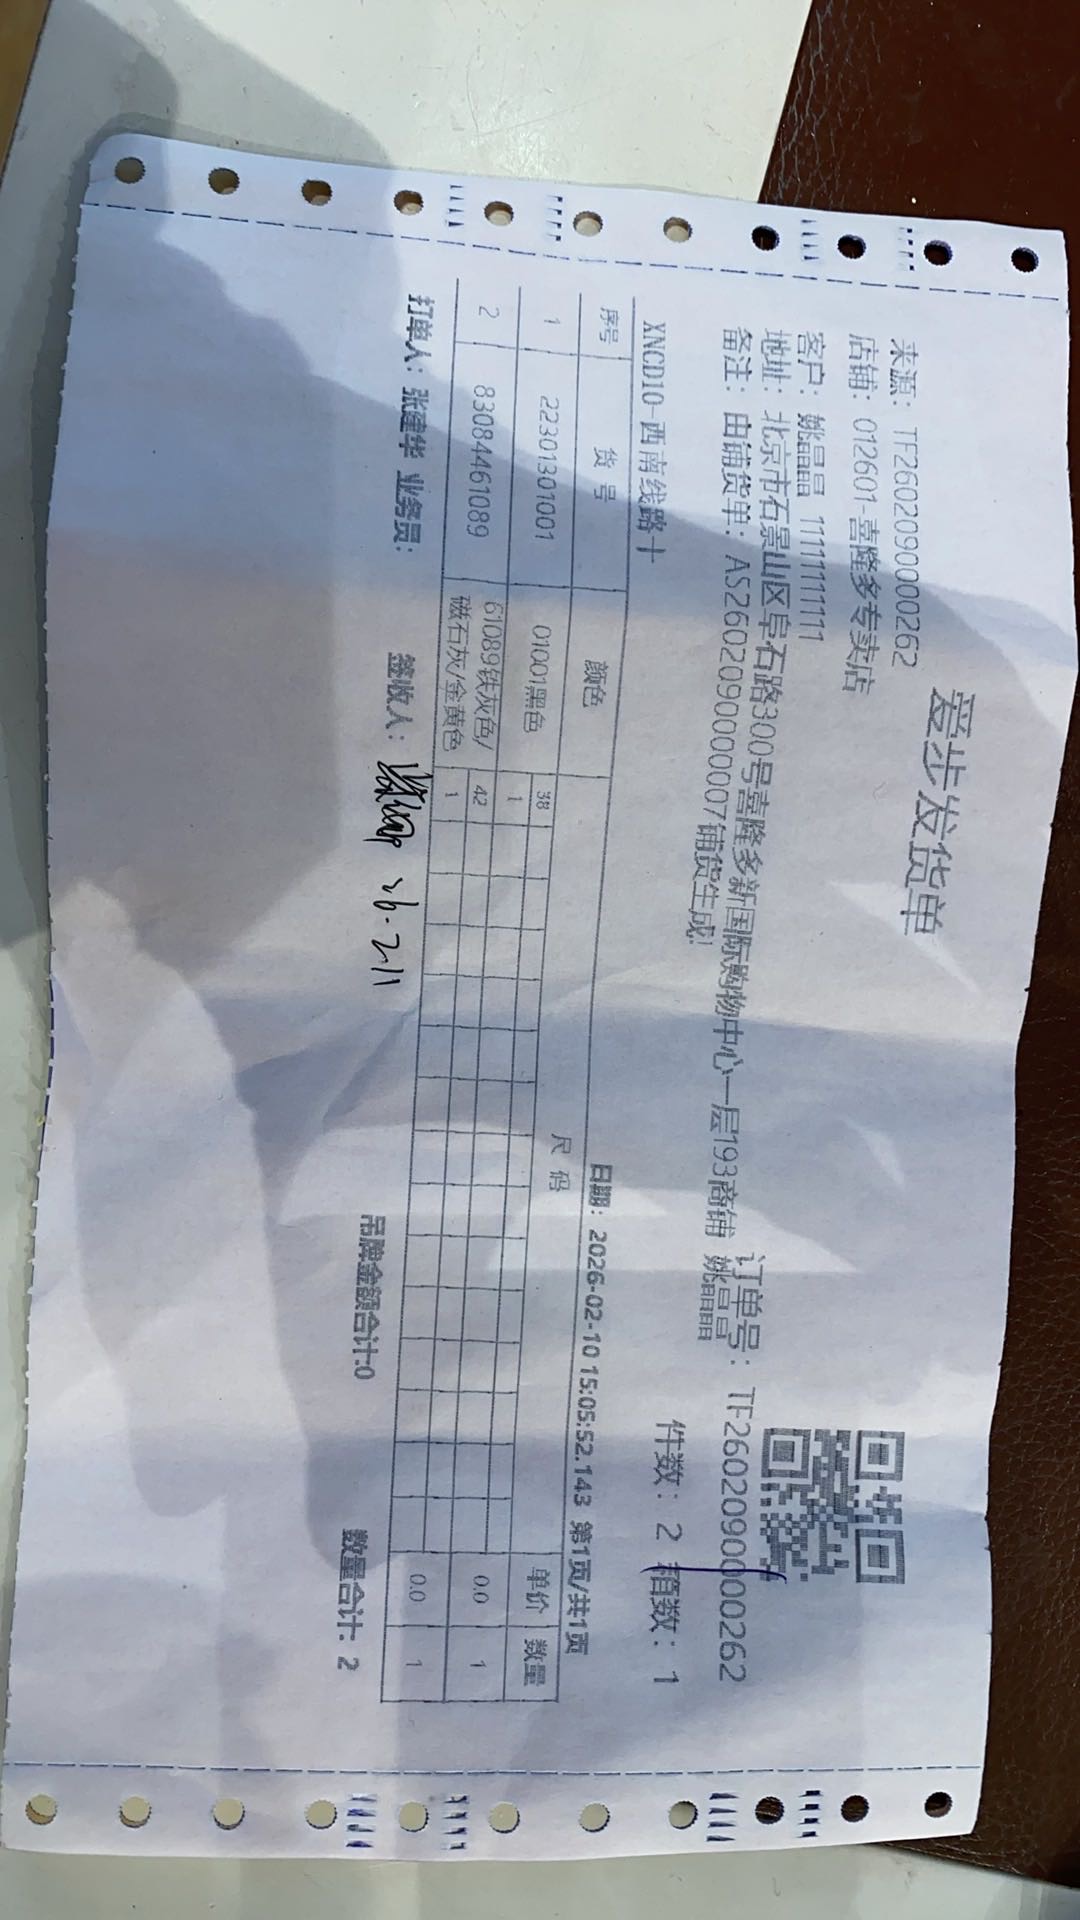 爱步发货单
来源：TF2602090000262
店铺：012601-喜隆多专卖店
客户：姚晶晶 11111111111
订单号：TF2602090000262
地址：北京市石景山区阜石路300号喜隆多新国际购物中心一层193商铺 姚晶晶
备注：由铺货单：AS2602090000007铺货生成!
件数：2 箱数：1
XNCD10-西南线路十
日期：2026-02-10 15:05:52.143 第1页/共1页
序号 货号 颜色 尺码 单价 数量
38
1 22301301001 01001黑色 1 0.0 1
2 83084461089 61089铁灰色/ 42 0.0 1
磁石灰/金黄色 1
吊牌金额合计:0 数量合计：2
打单人：张建华 业务员： 签收人： 26.2.11